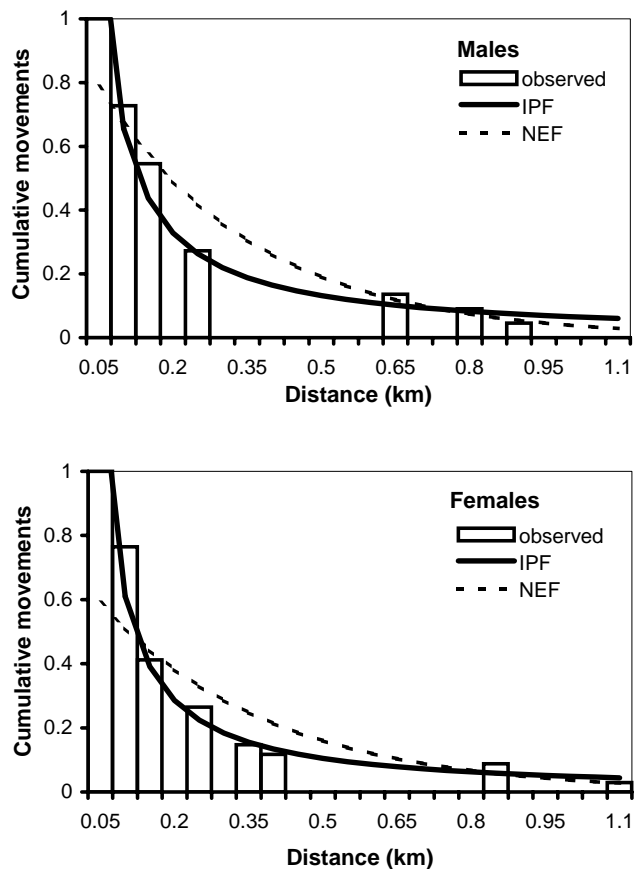 1
0.8
0.6
0.4
0.2
0
Cumulative movements
Males
observed
IPF
NEF
0.05 0.2 0.35 0.5 0.65 0.8 0.95 1.1
Distance (km)
1
0.8
0.6
0.4
0.2
0
Cumulative movements
Females
observed
IPF
NEF
0.05 0.2 0.35 0.5 0.65 0.8 0.95 1.1
Distance (km)